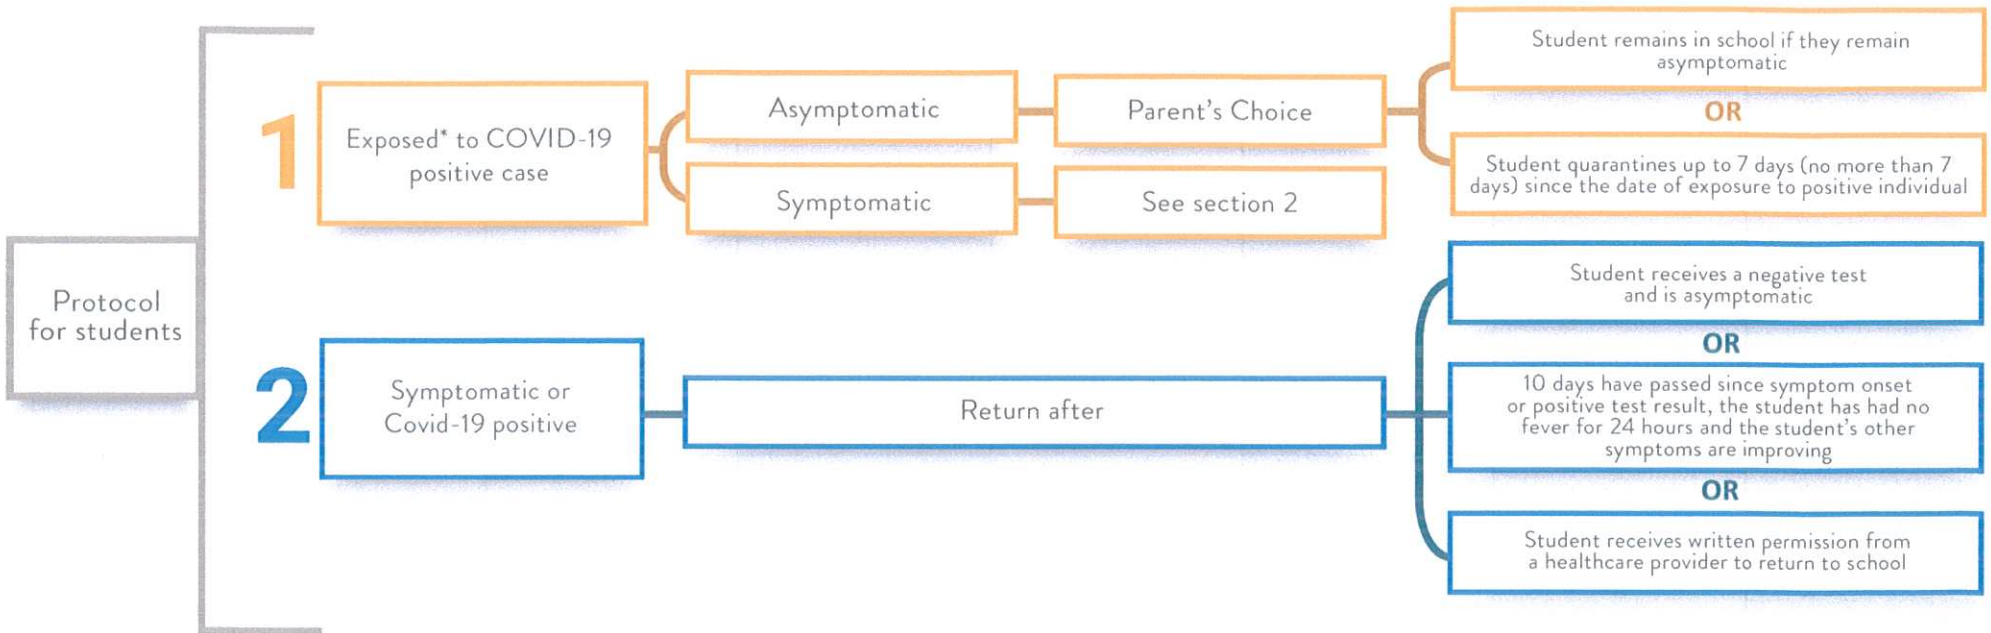 Protocol
for students
1
Exposed* to COVID-19
positive case
Asymptomatic
Parent's Choice
Student remains in school if they remain
asymptomatic
OR
Student quarantines up to 7 days (no more than 7
days) since the date of exposure to positive individual
Symptomatic
See section 2
2
Symptomatic or
Covid-19 positive
Return after
Student receives a negative test
and is asymptomatic
OR
10 days have passed since symptom onset
or positive test result, the student has had no
fever for 24 hours and the student's other
symptoms are improving
OR
Student receives written permission from
a healthcare provider to return to school